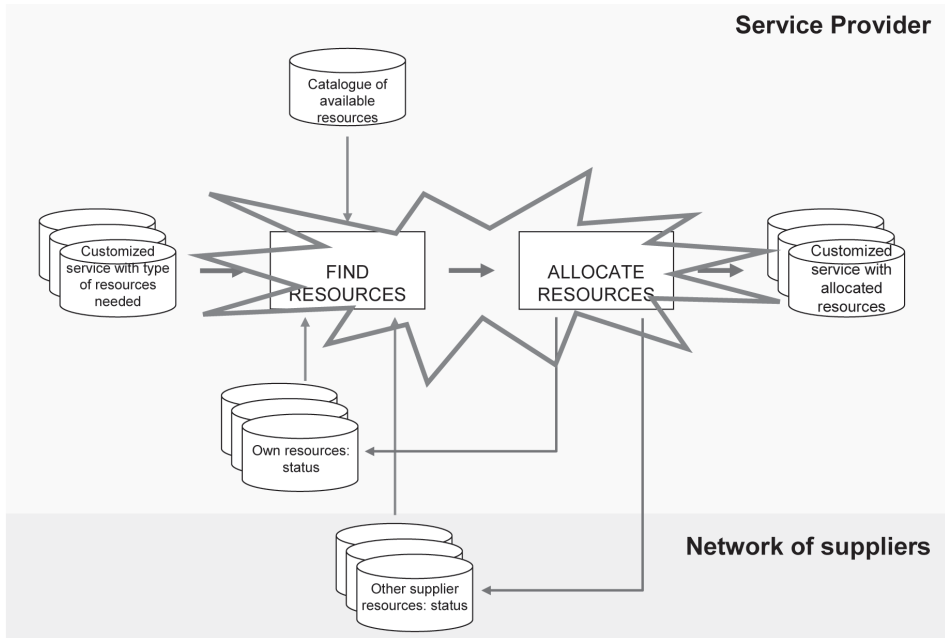 Service Provider
Catalogue of
available
resources
Customized
service with type
of resources
needed
FIND
RESOURCES
ALLOCATE
RESOURCES
Customized
service with
allocated
resources
Own resources:
status
Network of suppliers
Other supplier
resources: status